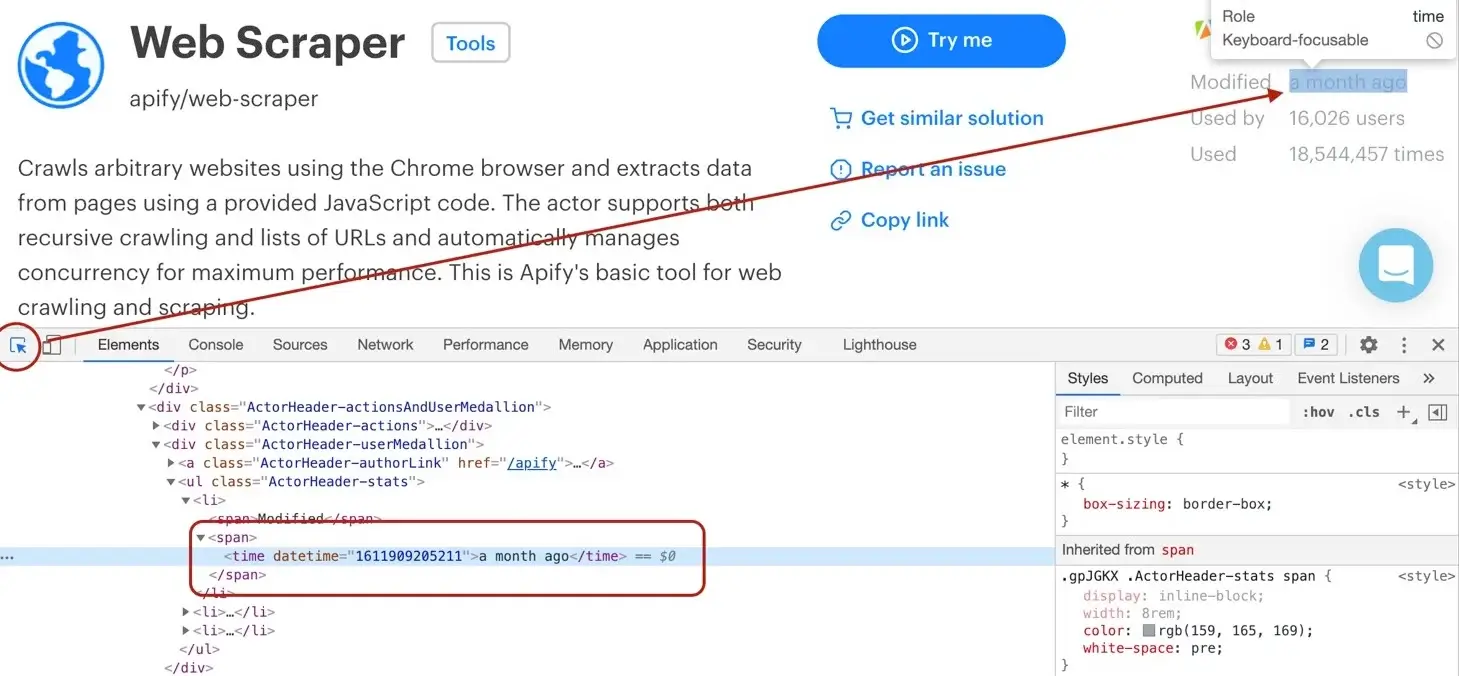 Web Scraper
Tools
apify/web-scraper
Crawls arbitrary websites using the Chrome browser and extracts data
from pages using a provided JavaScript code. The actor supports both
recursive crawling and lists of URLs and automatically manages
concurrency for maximum performance. This is Apify's basic tool for web
crawling and scraping.
Try me
Get similar solution
Report an issue
Copy link
Role time
Keyboard-focusable
Modified a month ago
Used by 16,026 users
Used 18,544,457 times
Elements Console Sources Network Performance Memory Application Security Lighthouse 3 1 2
</p>
</div>
▼<div class="ActorHeader-actionsAndUserMedallion">
▶<div class="ActorHeader-actions">…</div>
▼<div class="ActorHeader-userMedallion">
▶<a class="ActorHeader-authorLink" href="/apify">…</a>
▼<ul class="ActorHeader-stats">
▼<li>
<span>Modified</span>
▼<span>
<time datetime="1611909205211">a month ago</time> == $0
</span>
</li>
▶<li>…</li>
▶<li>…</li>
</ul>
</div>
Styles Computed Layout Event Listeners »
Filter :hov .cls +
element.style {
}
* { <style>
box-sizing: border-box;
}
Inherited from span
.gpJGKX .ActorHeader-stats span { <style>
display: inline-block;
width: 8rem;
color: rgb(159, 165, 169);
white-space: pre;
}